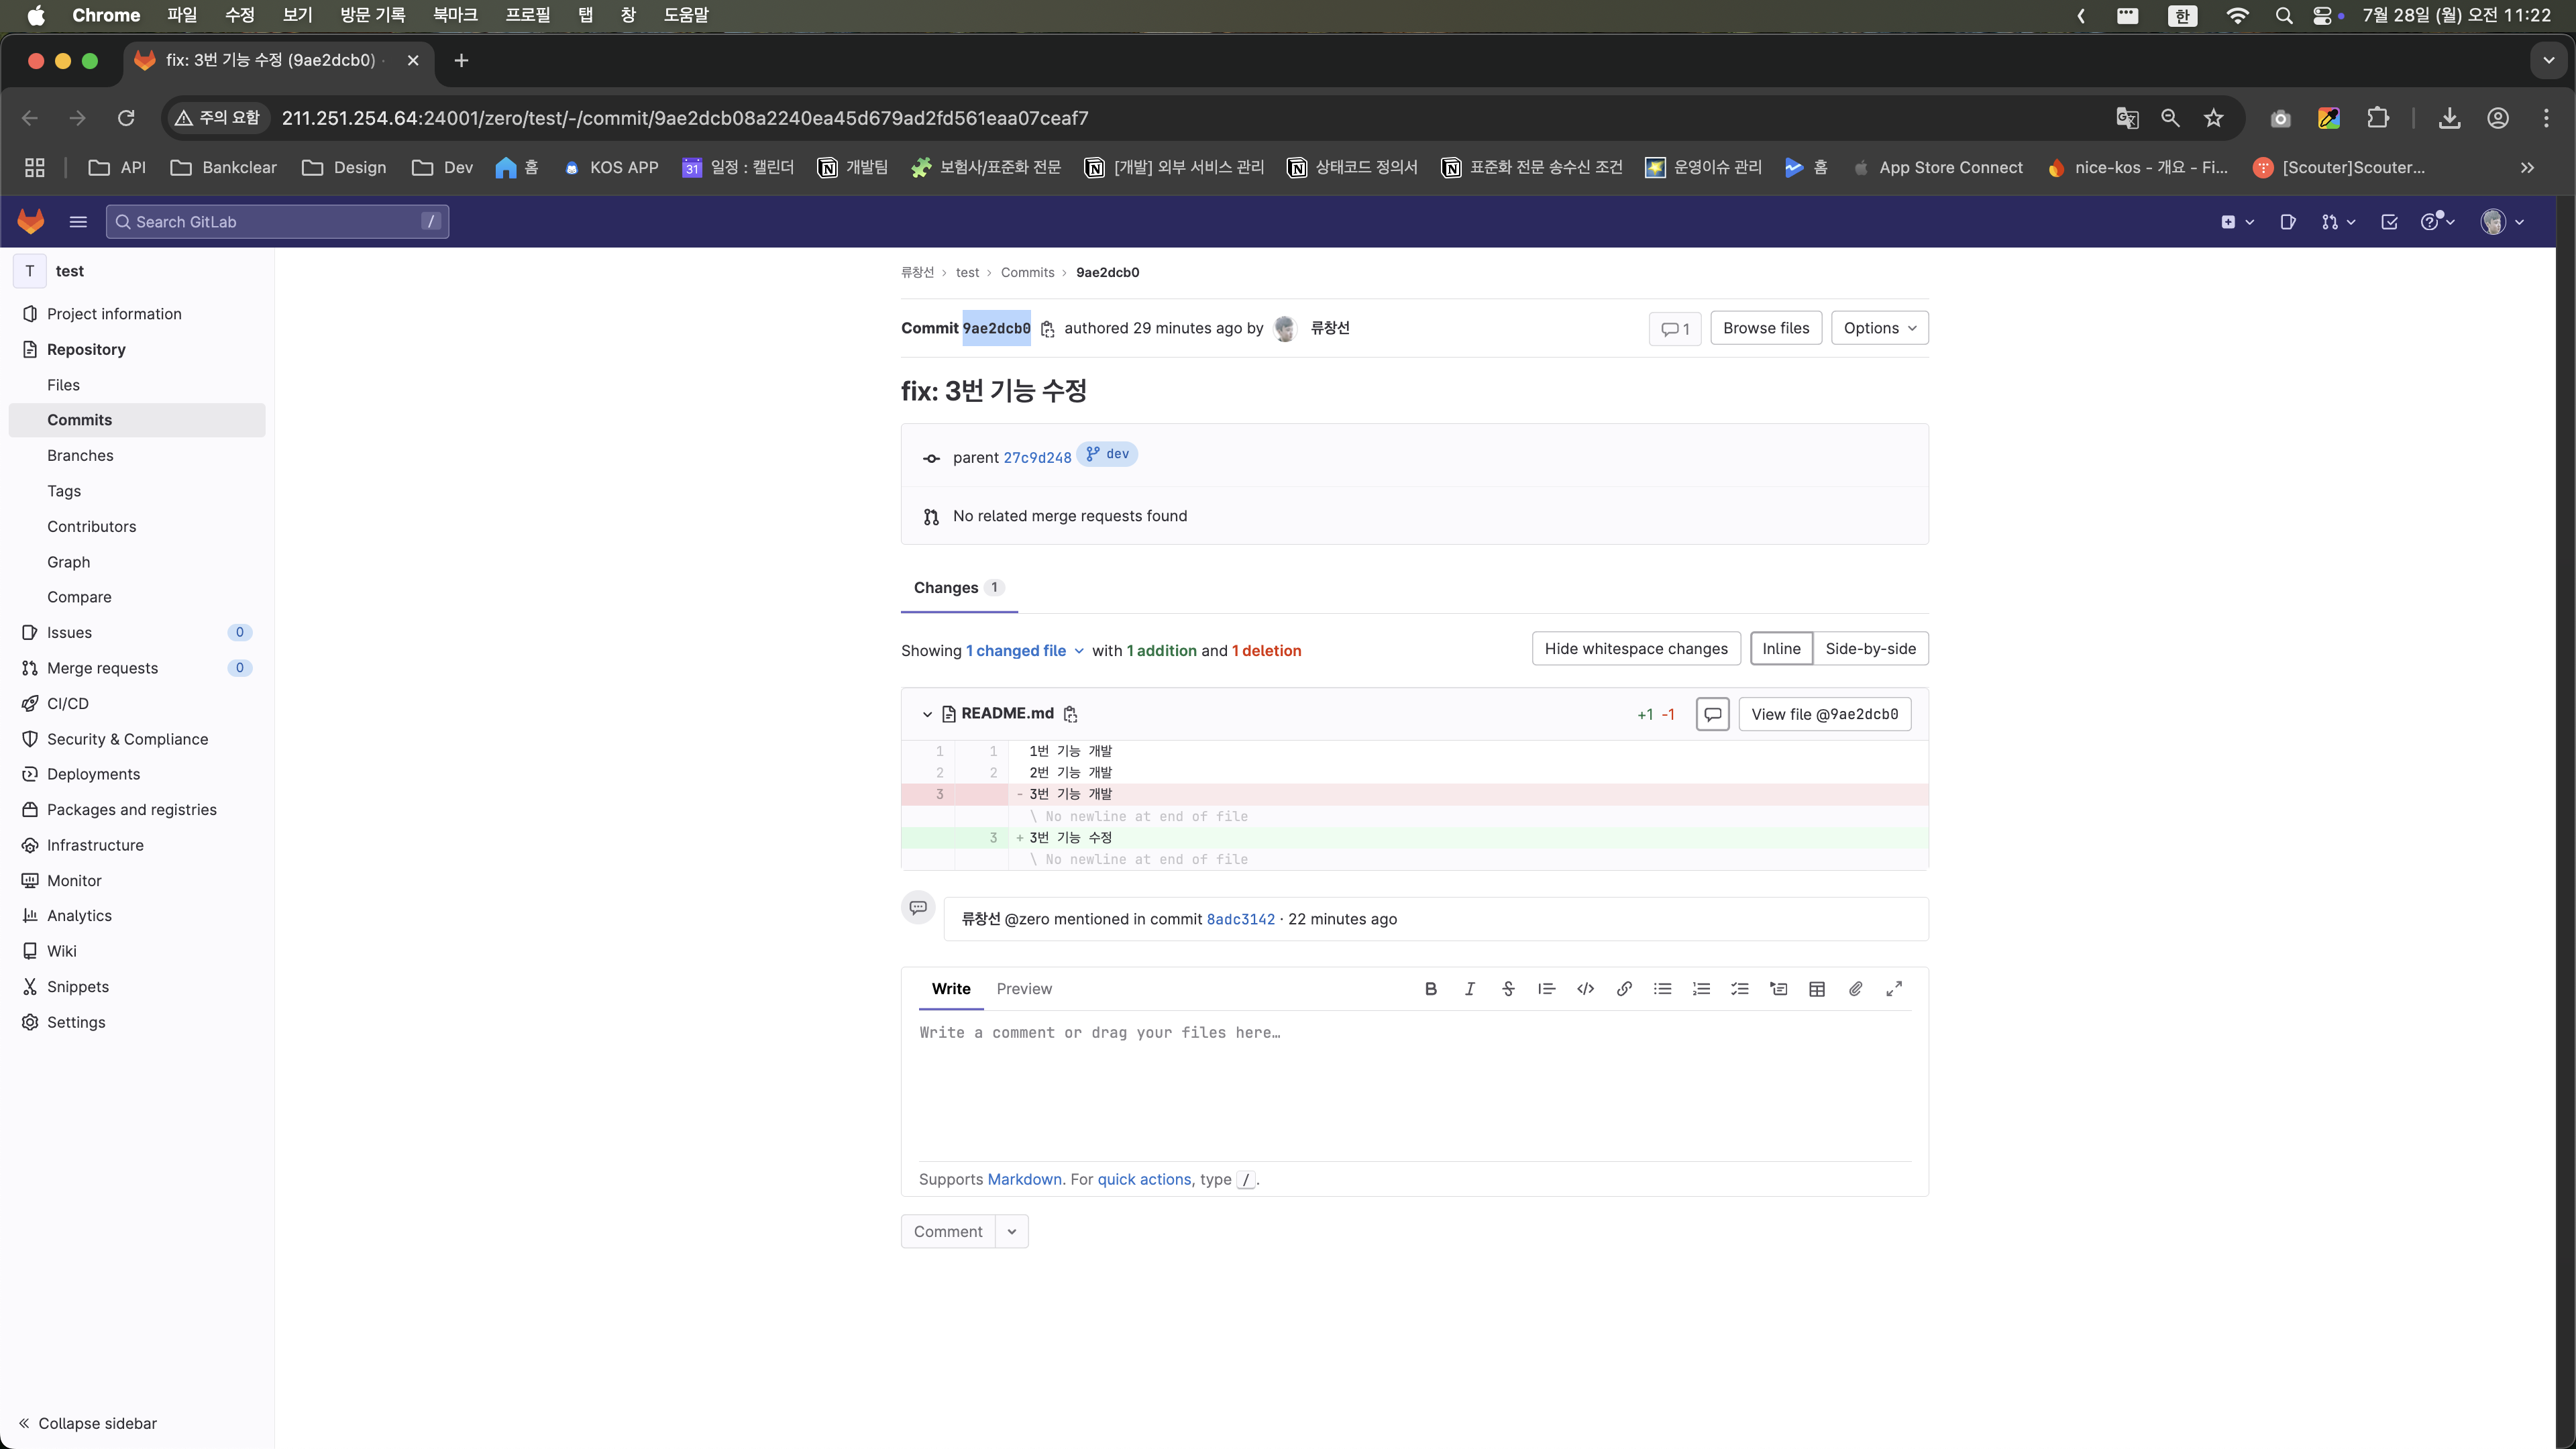 Chrome 파일 수정 보기 방문 기록 북마크 프로필 탭 창 도움말 한 7월 28일 (월) 오전 11:22
fix: 3번 기능 수정 (9ae2dcb0) ·
주의 요함 211.251.254.64:24001/zero/test/-/commit/9ae2dcb08a2240ea45d679ad2fd561eaa07ceaf7
API Bankclear Design Dev 홈 KOS APP 31 일정 : 캘린더 개발팀 보험사/표준화 전문 [개발] 외부 서비스 관리 상태코드 정의서 표준화 전문 송수신 조건 운영이슈 관리 홈 App Store Connect nice-kos - 개요 - Fi... [Scouter]Scouter...
Search GitLab /
T test
Project information
Repository
Files
Commits
Branches
Tags
Contributors
Graph
Compare
Issues 0
Merge requests 0
CI/CD
Security & Compliance
Deployments
Packages and registries
Infrastructure
Monitor
Analytics
Wiki
Snippets
Settings
Collapse sidebar
류창선 > test > Commits > 9ae2dcb0
Commit 9ae2dcb0 authored 29 minutes ago by 류창선 1 Browse files Options
fix: 3번 기능 수정
parent 27c9d248 dev
No related merge requests found
Changes 1
Showing 1 changed file with 1 addition and 1 deletion Hide whitespace changes Inline Side-by-side
README.md +1 -1 View file @9ae2dcb0
1 1 1번 기능 개발
2 2 2번 기능 개발
3 - 3번 기능 개발
\ No newline at end of file
3 + 3번 기능 수정
\ No newline at end of file
류창선 @zero mentioned in commit 8adc3142 · 22 minutes ago
Write Preview
Write a comment or drag your files here…
Supports Markdown. For quick actions, type /.
Comment